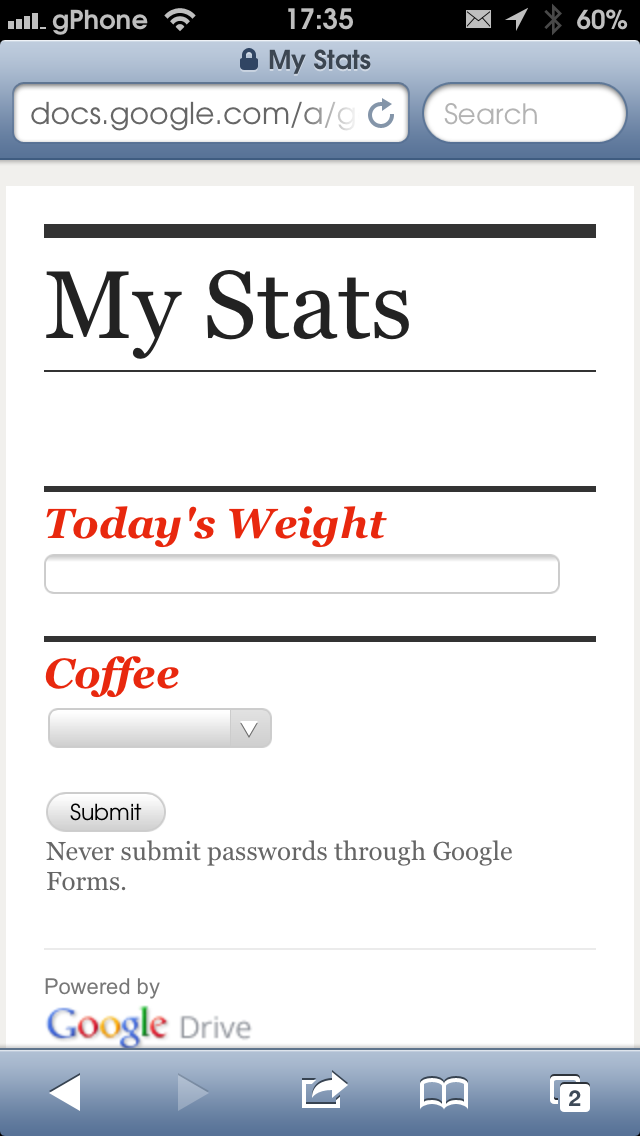 gPhone 17:35 60%
My Stats
docs.google.com/a/g Search
My Stats
Today's Weight
Coffee
Submit
Never submit passwords through Google
Forms.
Powered by
Google Drive
2